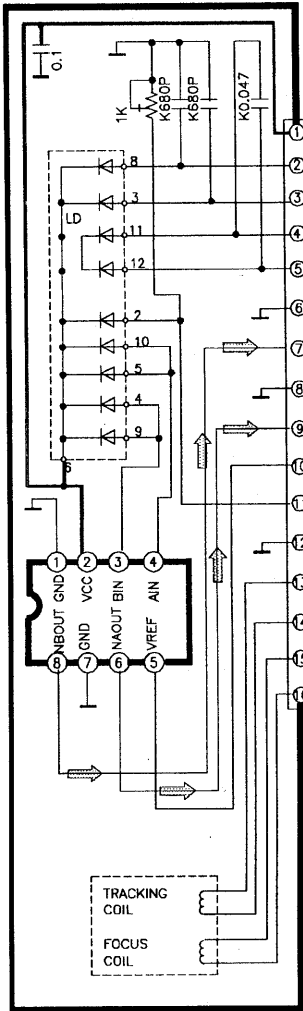 0.1
1K
K680P
K680P
K0.047
LD
8
3
11
12
2
10
5
4
9
6
1
2
3
4
5
6
7
8
9
10
11
12
13
14
15
16
1 2 3 4
GND VCC BIN AIN
NBOUT GND NAOUT VREF
8 7 6 5
TRACKING
COIL
FOCUS
COIL